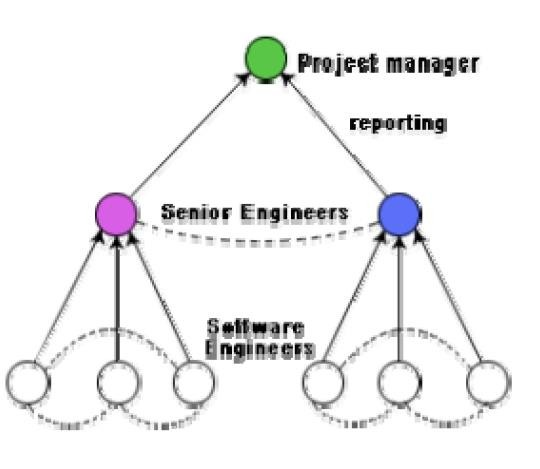 Project manager
reporting
Senior Engineers
Software
Engineers